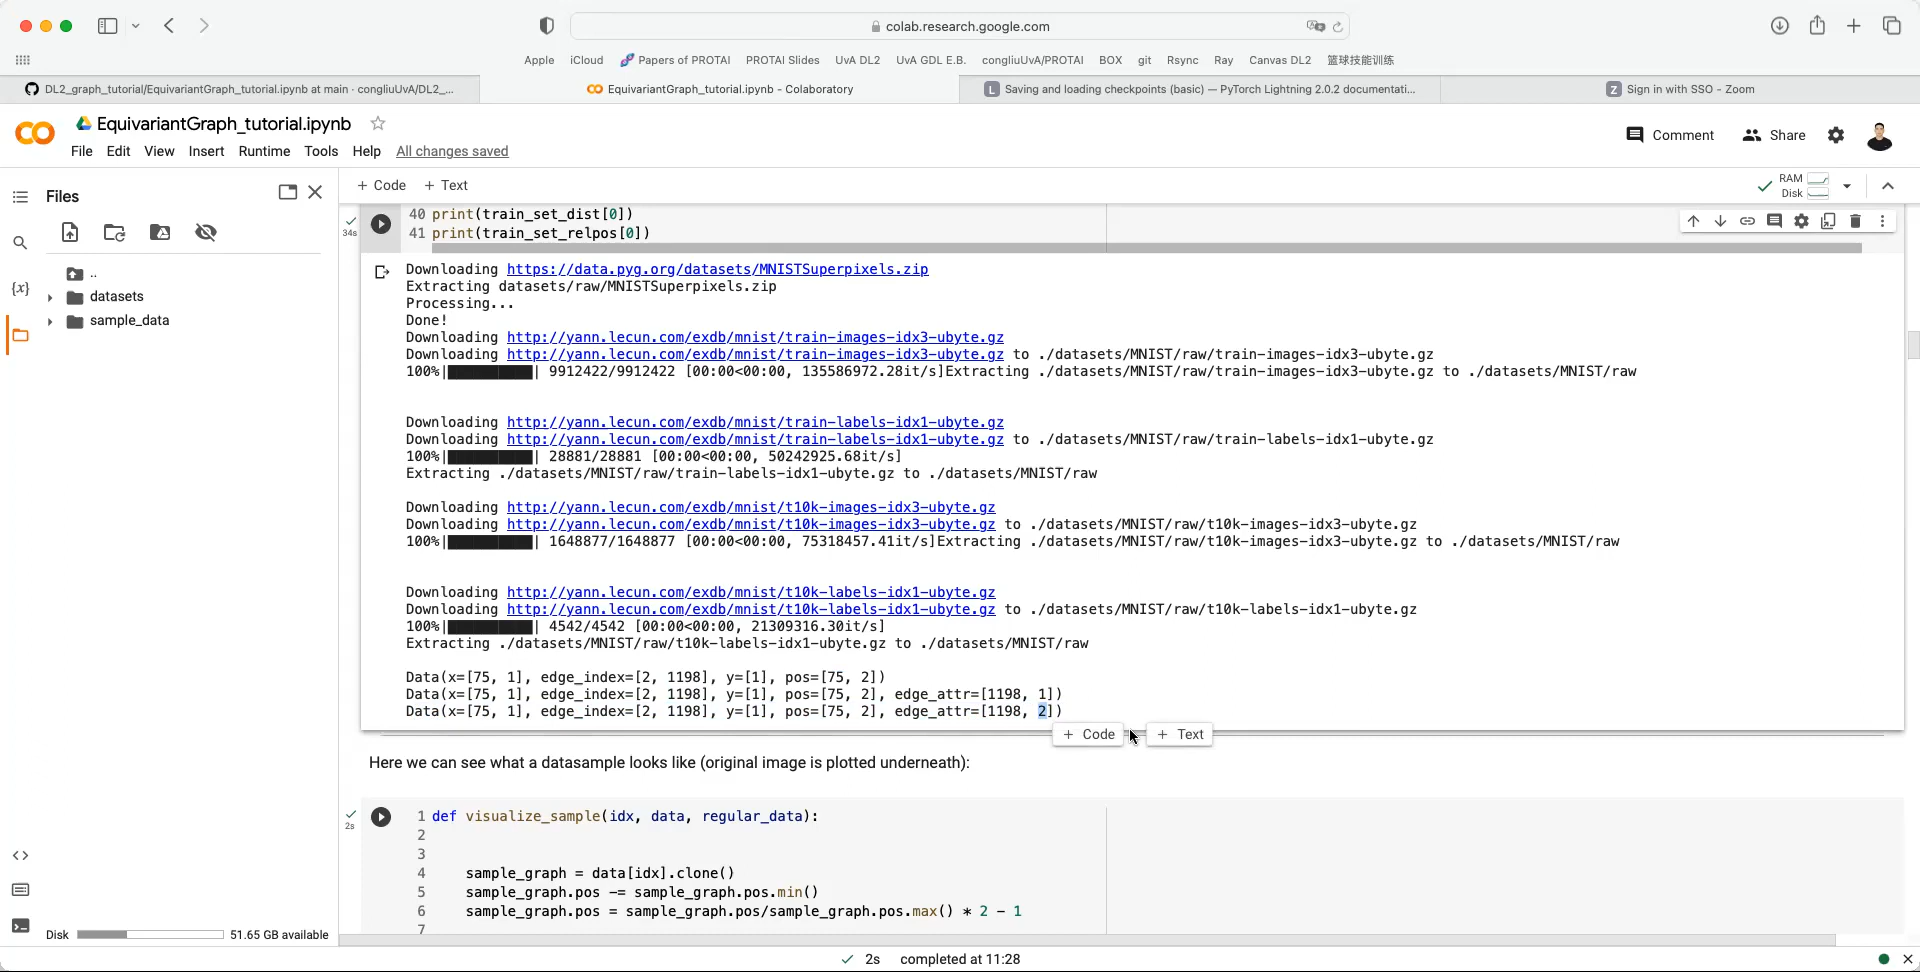 colab.research.google.com
Apple iCloud Papers of PROTAI PROTAI Slides UvA DL2 UvA GDL E.B. congliuUvA/PROTAI BOX git Rsync Ray Canvas DL2 篮球技能训练
DL2_graph_tutorial/EquivariantGraph_tutorial.ipynb at main · congliuUvA/DL2_...
EquivariantGraph_tutorial.ipynb - Colaboratory
L Saving and loading checkpoints (basic) — PyTorch Lightning 2.0.2 documentati...
Z Sign in with SSO - Zoom
EquivariantGraph_tutorial.ipynb
File Edit View Insert Runtime Tools Help All changes saved
Comment Share
Files
+ Code + Text
RAM
Disk
..
datasets
sample_data
{x}
34s
40 print(train_set_dist[0])
41 print(train_set_relpos[0])
Downloading https://data.pyg.org/datasets/MNISTSuperpixels.zip
Extracting datasets/raw/MNISTSuperpixels.zip
Processing...
Done!
Downloading http://yann.lecun.com/exdb/mnist/train-images-idx3-ubyte.gz
Downloading http://yann.lecun.com/exdb/mnist/train-images-idx3-ubyte.gz to ./datasets/MNIST/raw/train-images-idx3-ubyte.gz
100%|██████████| 9912422/9912422 [00:00<00:00, 135586972.28it/s]Extracting ./datasets/MNIST/raw/train-images-idx3-ubyte.gz to ./datasets/MNIST/raw
Downloading http://yann.lecun.com/exdb/mnist/train-labels-idx1-ubyte.gz
Downloading http://yann.lecun.com/exdb/mnist/train-labels-idx1-ubyte.gz to ./datasets/MNIST/raw/train-labels-idx1-ubyte.gz
100%|██████████| 28881/28881 [00:00<00:00, 50242925.68it/s]
Extracting ./datasets/MNIST/raw/train-labels-idx1-ubyte.gz to ./datasets/MNIST/raw
Downloading http://yann.lecun.com/exdb/mnist/t10k-images-idx3-ubyte.gz
Downloading http://yann.lecun.com/exdb/mnist/t10k-images-idx3-ubyte.gz to ./datasets/MNIST/raw/t10k-images-idx3-ubyte.gz
100%|██████████| 1648877/1648877 [00:00<00:00, 75318457.41it/s]Extracting ./datasets/MNIST/raw/t10k-images-idx3-ubyte.gz to ./datasets/MNIST/raw
Downloading http://yann.lecun.com/exdb/mnist/t10k-labels-idx1-ubyte.gz
Downloading http://yann.lecun.com/exdb/mnist/t10k-labels-idx1-ubyte.gz to ./datasets/MNIST/raw/t10k-labels-idx1-ubyte.gz
100%|██████████| 4542/4542 [00:00<00:00, 21309316.30it/s]
Extracting ./datasets/MNIST/raw/t10k-labels-idx1-ubyte.gz to ./datasets/MNIST/raw
Data(x=[75, 1], edge_index=[2, 1198], y=[1], pos=[75, 2])
Data(x=[75, 1], edge_index=[2, 1198], y=[1], pos=[75, 2], edge_attr=[1198, 1])
Data(x=[75, 1], edge_index=[2, 1198], y=[1], pos=[75, 2], edge_attr=[1198, 2])
+ Code + Text
Here we can see what a datasample looks like (original image is plotted underneath):
2s
1 def visualize_sample(idx, data, regular_data):
2
3
4 sample_graph = data[idx].clone()
5 sample_graph.pos -= sample_graph.pos.min()
6 sample_graph.pos = sample_graph.pos/sample_graph.pos.max() * 2 - 1
7
Disk 51.65 GB available
2s completed at 11:28